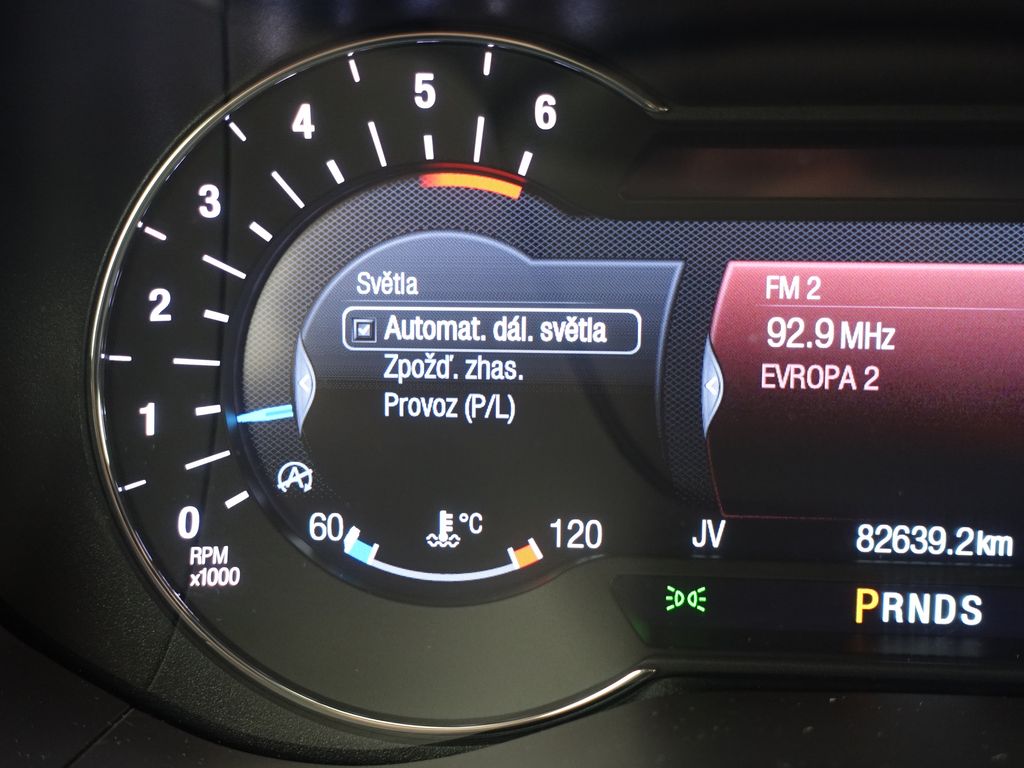 6
5
4
3
2
1
0
RPM
x1000
Světla
Automat. dál. světla
Zpožď. zhas.
Provoz (P/L)
A
60
°C
120
FM 2
92.9 MHz
EVROPA 2
JV
82639.2km
PRNDS